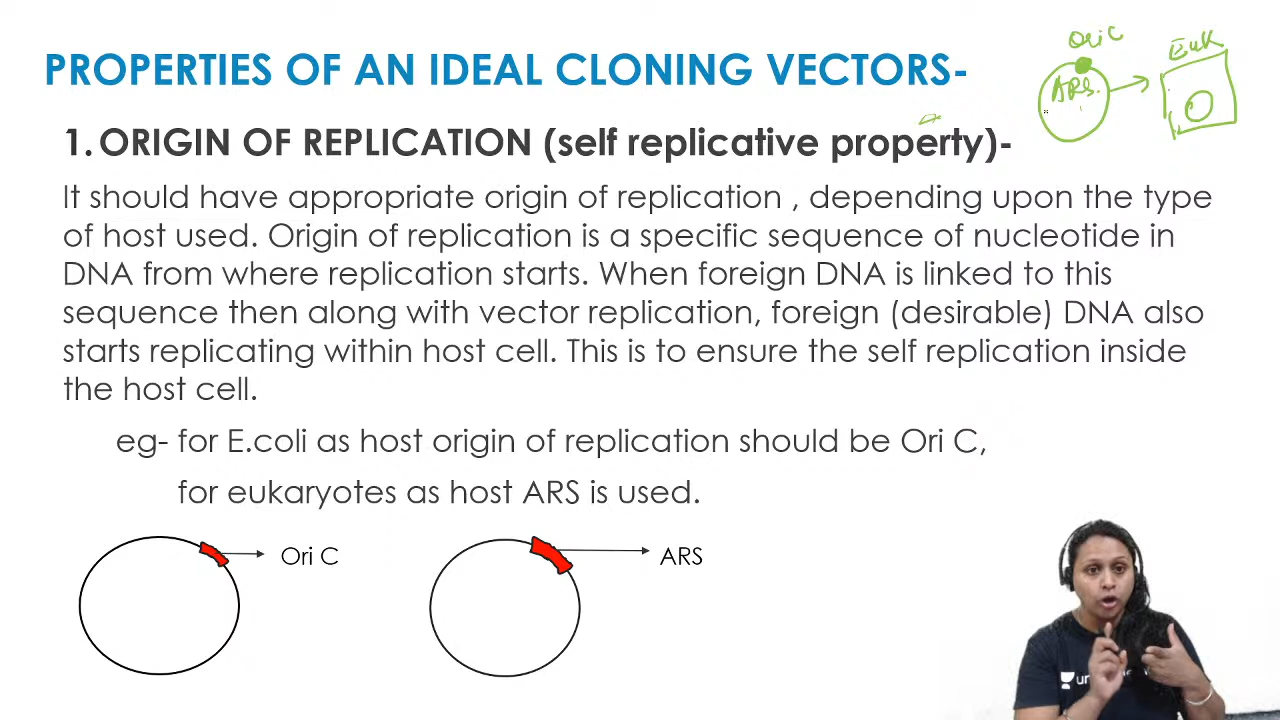 PROPERTIES OF AN IDEAL CLONING VECTORS-
Ori C
Euk
ARS.
1. ORIGIN OF REPLICATION (self replicative property)-
It should have appropriate origin of replication , depending upon the type
of host used. Origin of replication is a specific sequence of nucleotide in
DNA from where replication starts. When foreign DNA is linked to this
sequence then along with vector replication, foreign (desirable) DNA also
starts replicating within host cell. This is to ensure the self replication inside
the host cell.
eg- for E.coli as host origin of replication should be Ori C,
for eukaryotes as host ARS is used.
Ori C
ARS